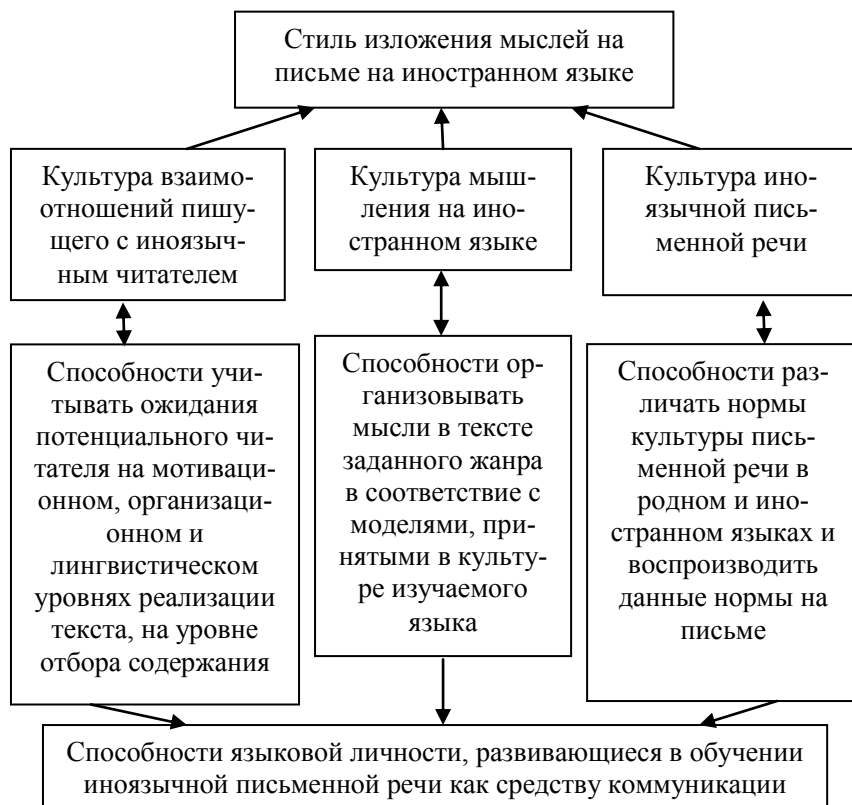 Стиль изложения мыслей на
письме на иностранном языке
Культура взаимо-
отношений пишу-
щего с иноязыч-
ным читателем
Культура мыш-
ления на ино-
странном языке
Культура ино-
язычной пись-
менной речи
Способности учи-
тывать ожидания
потенциального чи-
тателя на мотиваци-
онном, организаци-
онном и
лингвистическом
уровнях реализации
текста, на уровне
отбора содержания
Способности ор-
ганизовывать
мысли в тексте
заданного жанра
в соответствие с
моделями, при-
нятыми в культу-
ре изучаемого
языка
Способности раз-
личать нормы
культуры пись-
менной речи в
родном и ино-
странном языках и
воспроизводить
данные нормы на
письме
Способности языковой личности, развивающиеся в обучении
иноязычной письменной речи как средству коммуникации